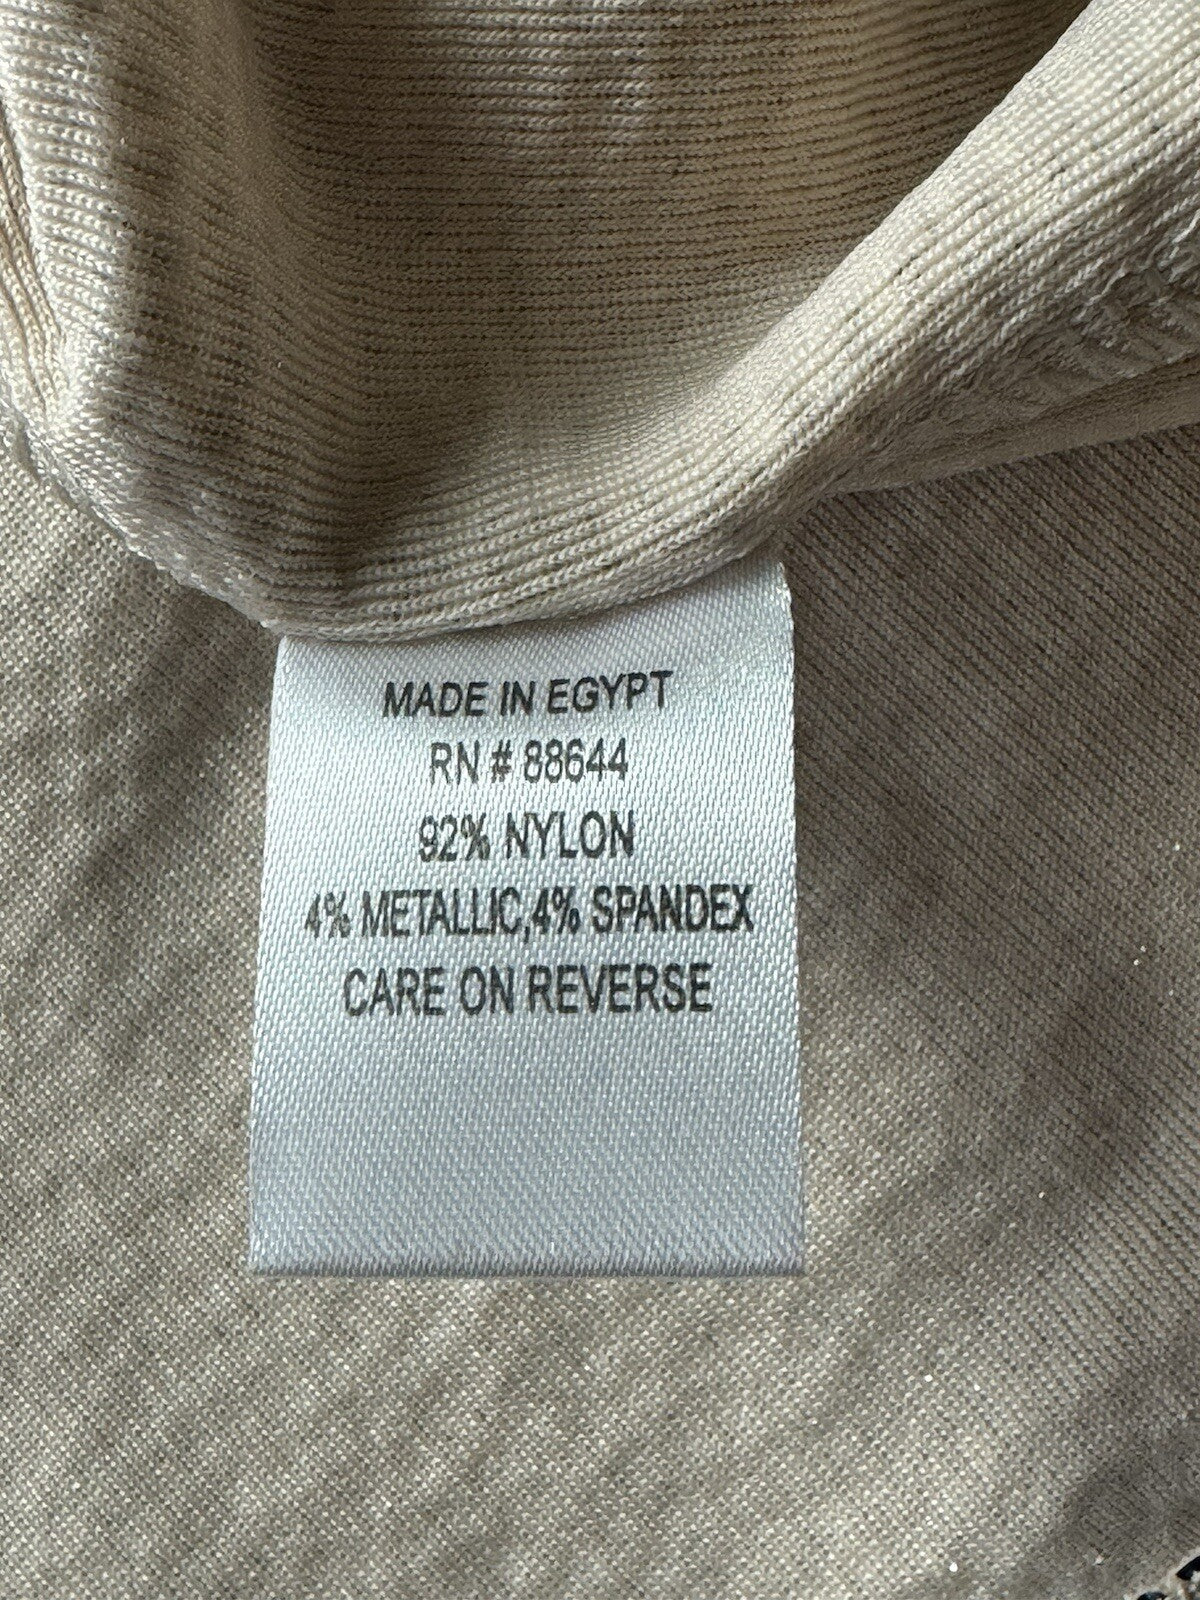 MADE IN EGYPT
RN # 88644
92% NYLON
4% METALLIC,4% SPANDEX
CARE ON REVERSE